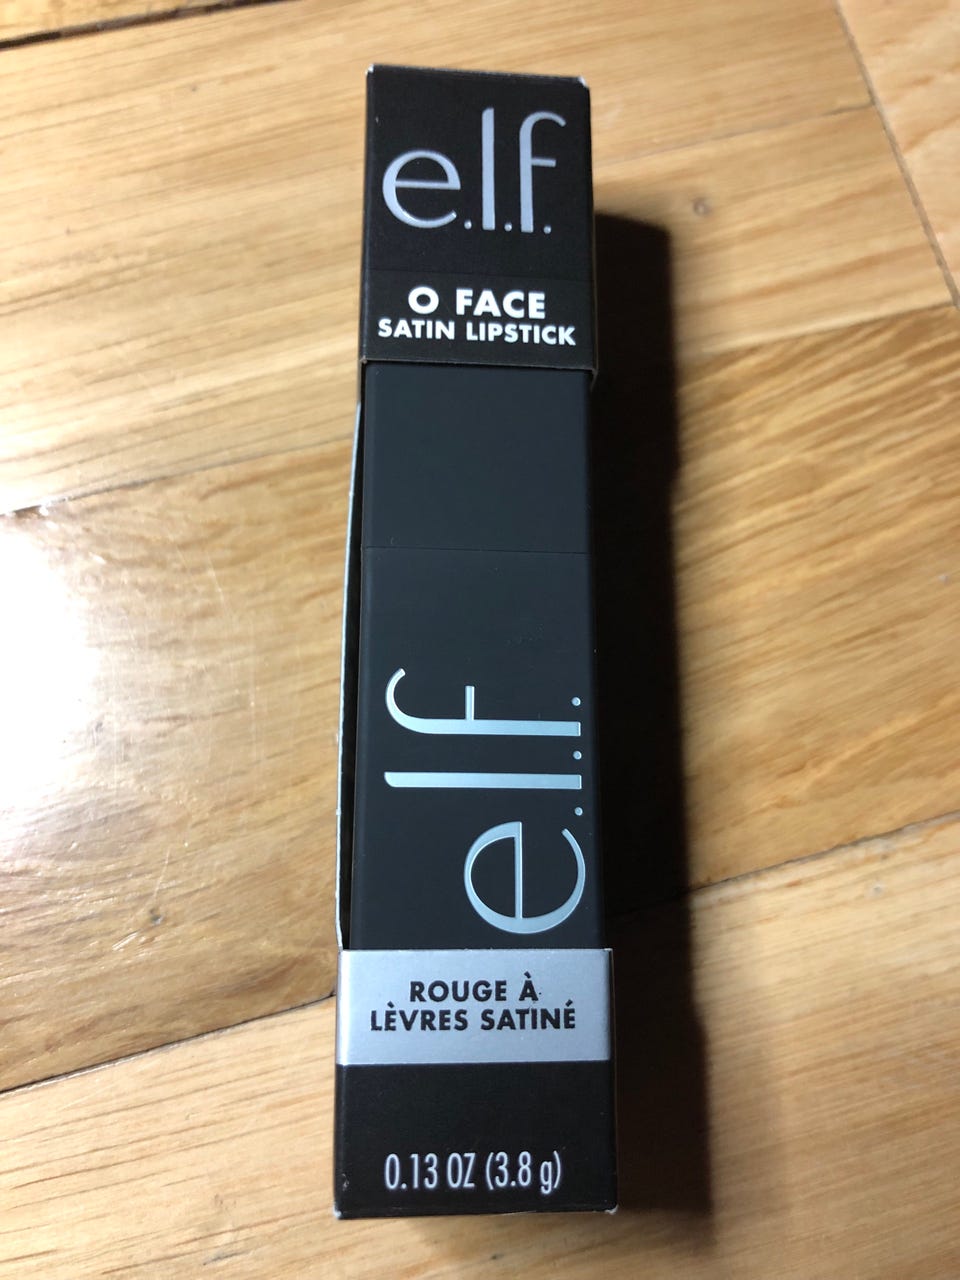 e.l.f.
O FACE
SATIN LIPSTICK
e.l.f.
ROUGE À
LÈVRES SATINÉ
0.13 OZ (3.8 g)